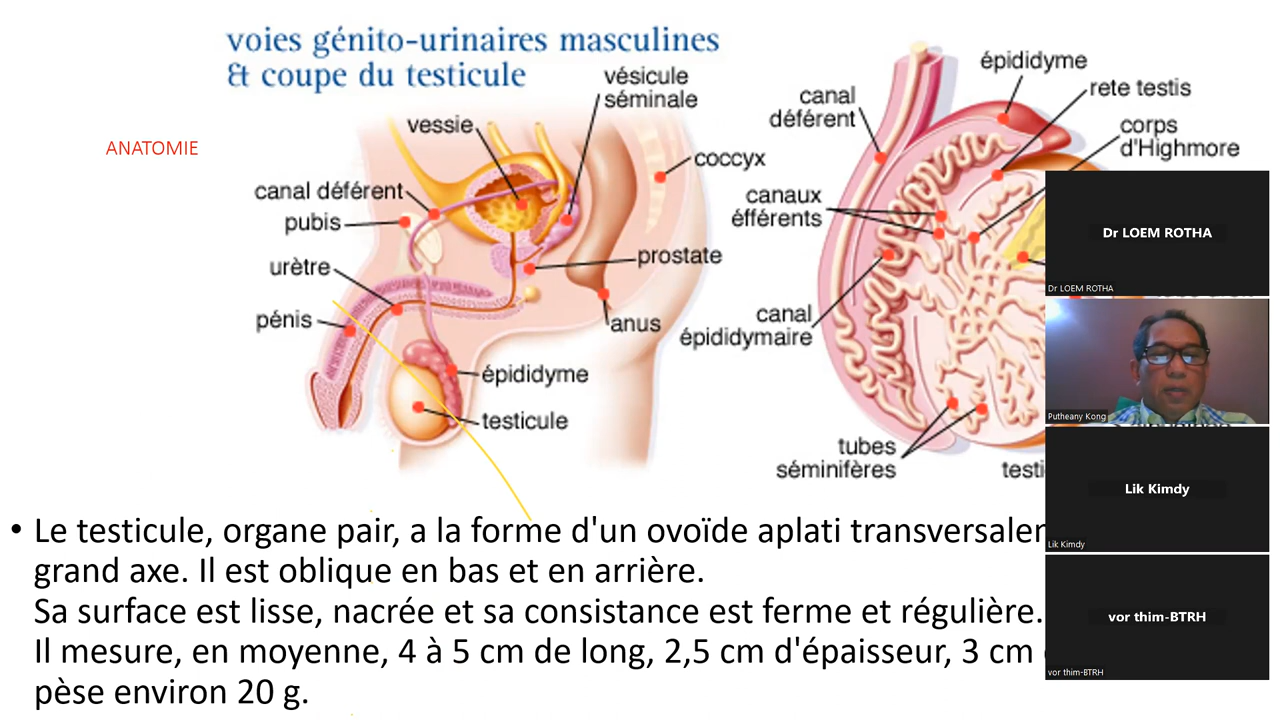 voies génito-urinaires masculines
& coupe du testicule
ANATOMIE
vessie
vésicule
séminale
coccyx
canal déférent
pubis
urètre
prostate
pénis
anus
épididyme
testicule
épididyme
rete testis
canal
déférent
corps
d'Highmore
canaux
éfférents
canal
épididymaire
tubes
séminifères
• Le testicule, organe pair, a la forme d'un ovoïde aplati
grand axe. Il est oblique en bas et en arrière.
Sa surface est lisse, nacrée et sa consistance est ferme et régulière.
Il mesure, en moyenne, 4 à 5 cm de long, 2,5 cm d'épaisseur, 3 cm
pèse environ 20 g.
Dr LOEM ROTHA
Dr LOEM ROTHA
Putheany Kong
Lik Kimdy
Lik Kimdy
vor thim-BTRH
vor thim-BTRH